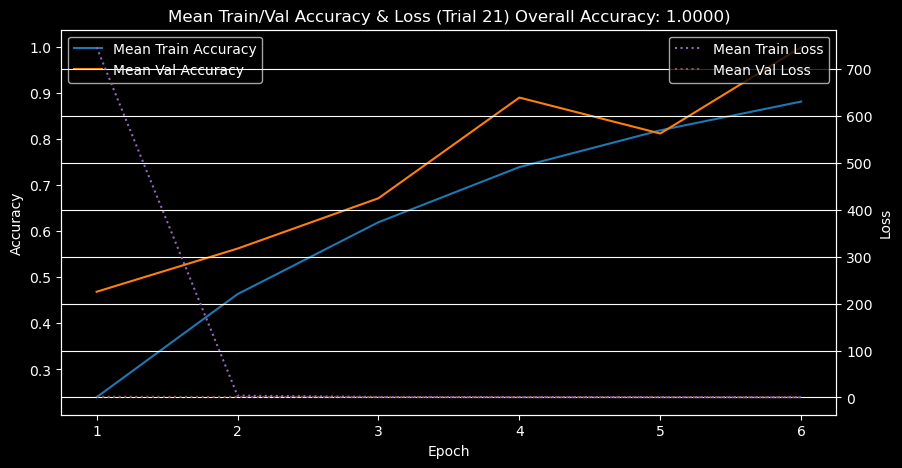 Mean Train/Val Accuracy & Loss (Trial 21) Overall Accuracy: 1.0000)
Mean Train Accuracy
Mean Val Accuracy
Mean Train Loss
Mean Val Loss
1.0
0.9
0.8
0.7
0.6
0.5
0.4
0.3
Accuracy
700
600
500
400
300
200
100
0
Loss
1 2 3 4 5 6
Epoch